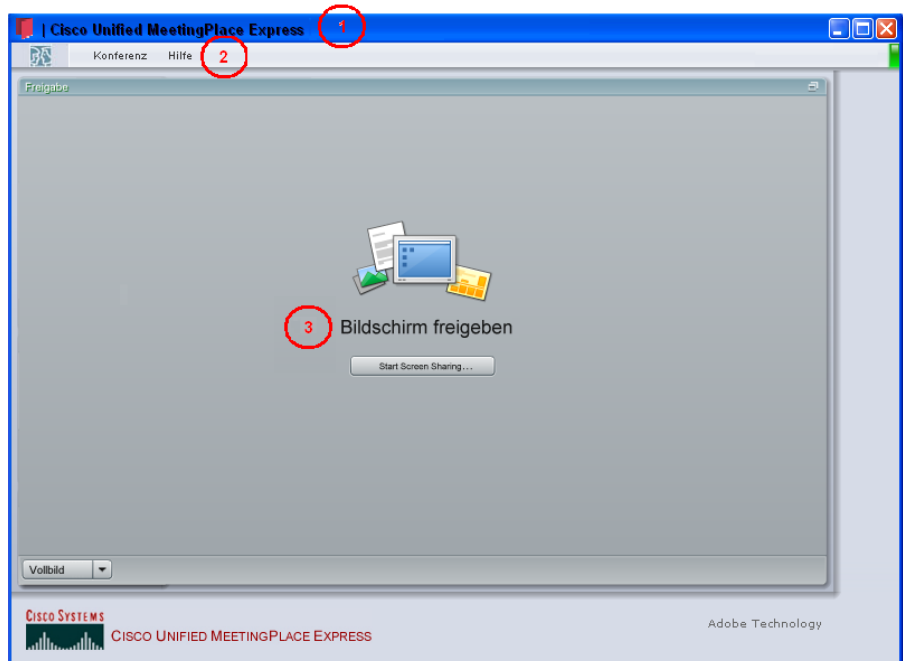 | Cisco Unified MeetingPlace Express 1
Konferenz Hilfe 2
Freigabe
3 Bildschirm freigeben
Start Screen Sharing...
Vollbild
CISCO SYSTEMS
CISCO UNIFIED MEETINGPLACE EXPRESS
Adobe Technology